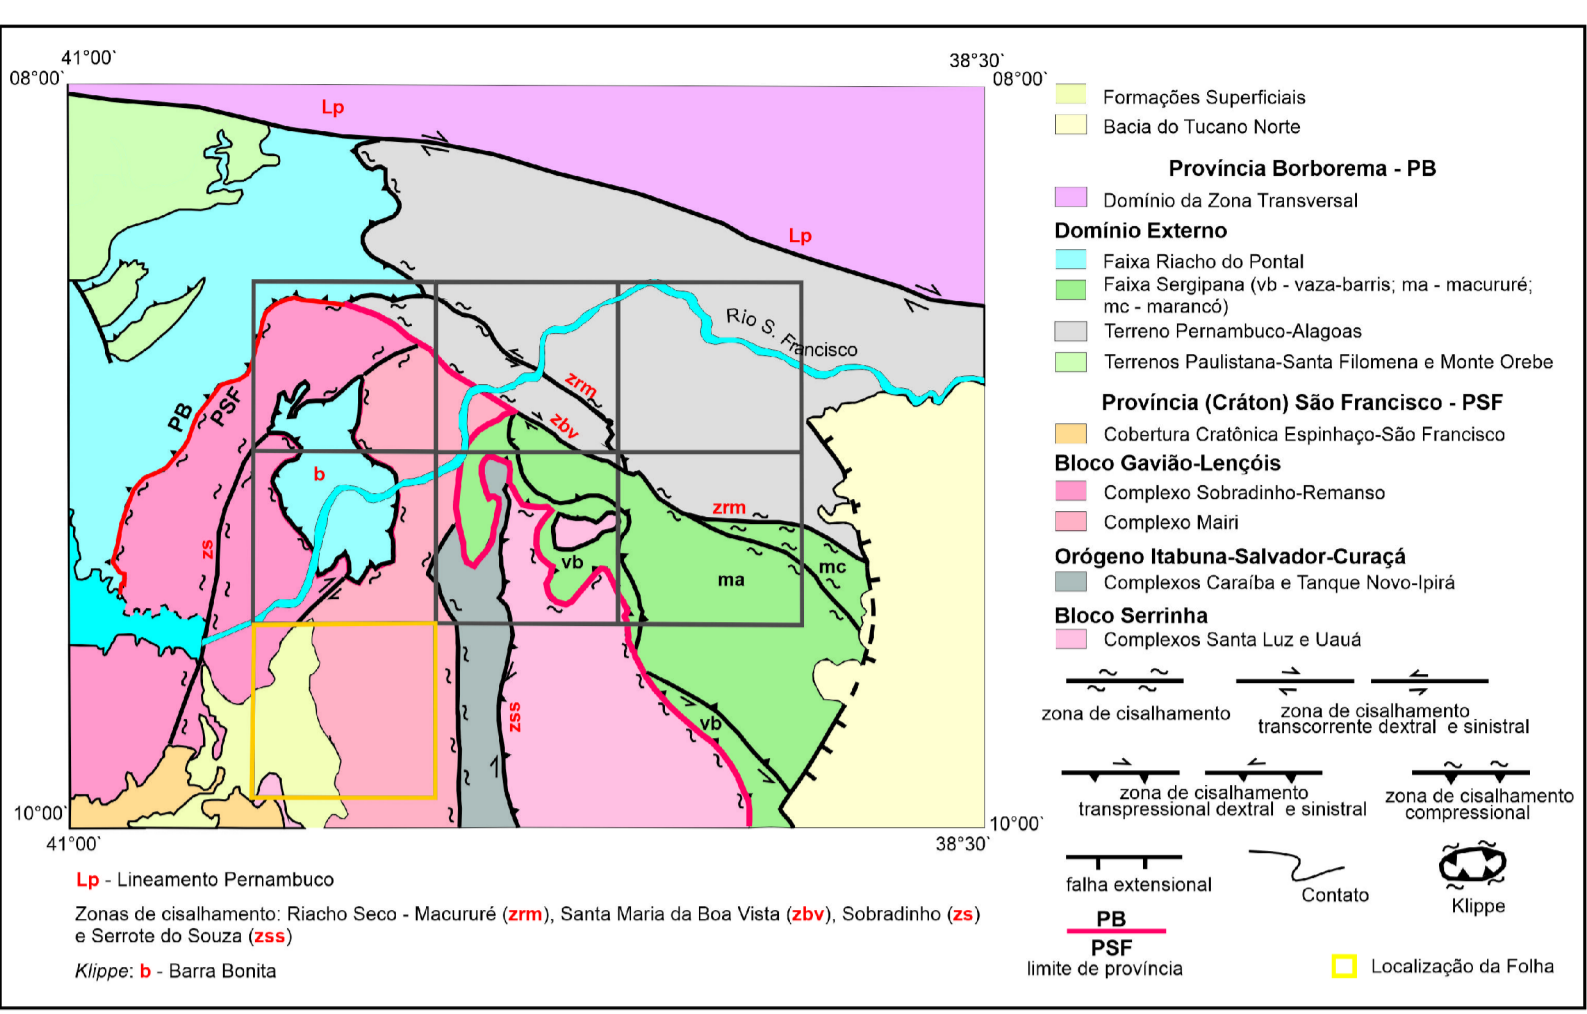 41°00`
38°30`
08°00`
08°00`
Lp
Lp
Rio S. Francisco
zrm
zbv
PB
PSF
b
zs
zrm
vb
ma
mc
zss
vb
10°00`
10°00`
41°00`
38°30`
Lp - Lineamento Pernambuco
Zonas de cisalhamento: Riacho Seco - Macururé (zrm), Santa Maria da Boa Vista (zbv), Sobradinho (zs)
e Serrote do Souza (zss)
Klippe: b - Barra Bonita
Formações Superficiais
Bacia do Tucano Norte
Província Borborema - PB
Domínio da Zona Transversal
Domínio Externo
Faixa Riacho do Pontal
Faixa Sergipana (vb - vaza-barris; ma - macururé;
mc - marancó)
Terreno Pernambuco-Alagoas
Terrenos Paulistana-Santa Filomena e Monte Orebe
Província (Cráton) São Francisco - PSF
Cobertura Cratônica Espinhaço-São Francisco
Bloco Gavião-Lençóis
Complexo Sobradinho-Remanso
Complexo Mairi
Orógeno Itabuna-Salvador-Curaçá
Complexos Caraíba e Tanque Novo-Ipirá
Bloco Serrinha
Complexos Santa Luz e Uauá
zona de cisalhamento
zona de cisalhamento
transcorrente dextral e sinistral
zona de cisalhamento
transpressional dextral e sinistral
zona de cisalhamento
compressional
falha extensional
Contato
Klippe
PB
PSF
limite de província
Localização da Folha